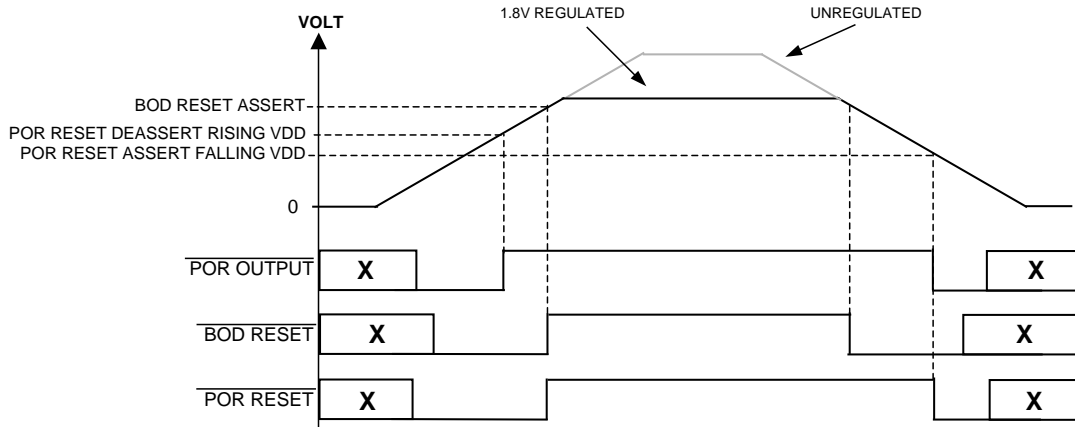 1.8V REGULATED
UNREGULATED
VOLT
BOD RESET ASSERT
POR RESET DEASSERT RISING VDD
POR RESET ASSERT FALLING VDD
0
POR OUTPUT
X
X
BOD RESET
X
X
POR RESET
X
X